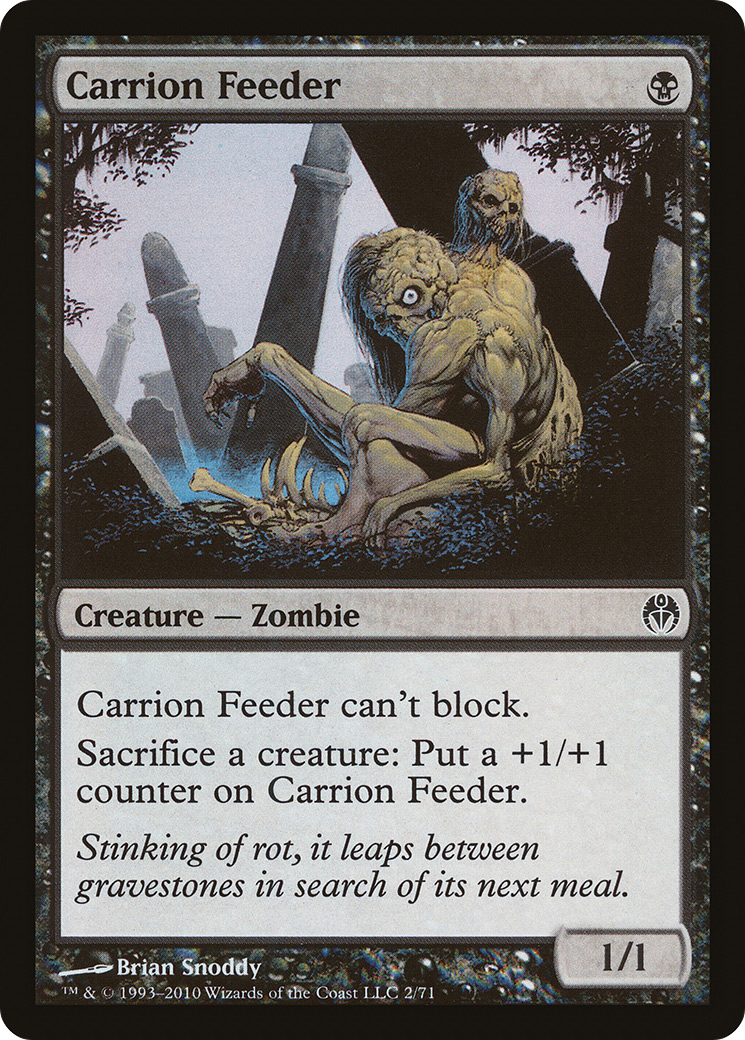 Carrion Feeder
Creature — Zombie
Carrion Feeder can't block.
Sacrifice a creature: Put a +1/+1
counter on Carrion Feeder.
Stinking of rot, it leaps between
gravestones in search of its next meal.
1/1
Brian Snoddy
™ & © 1993–2010 Wizards of the Coast LLC 2/71